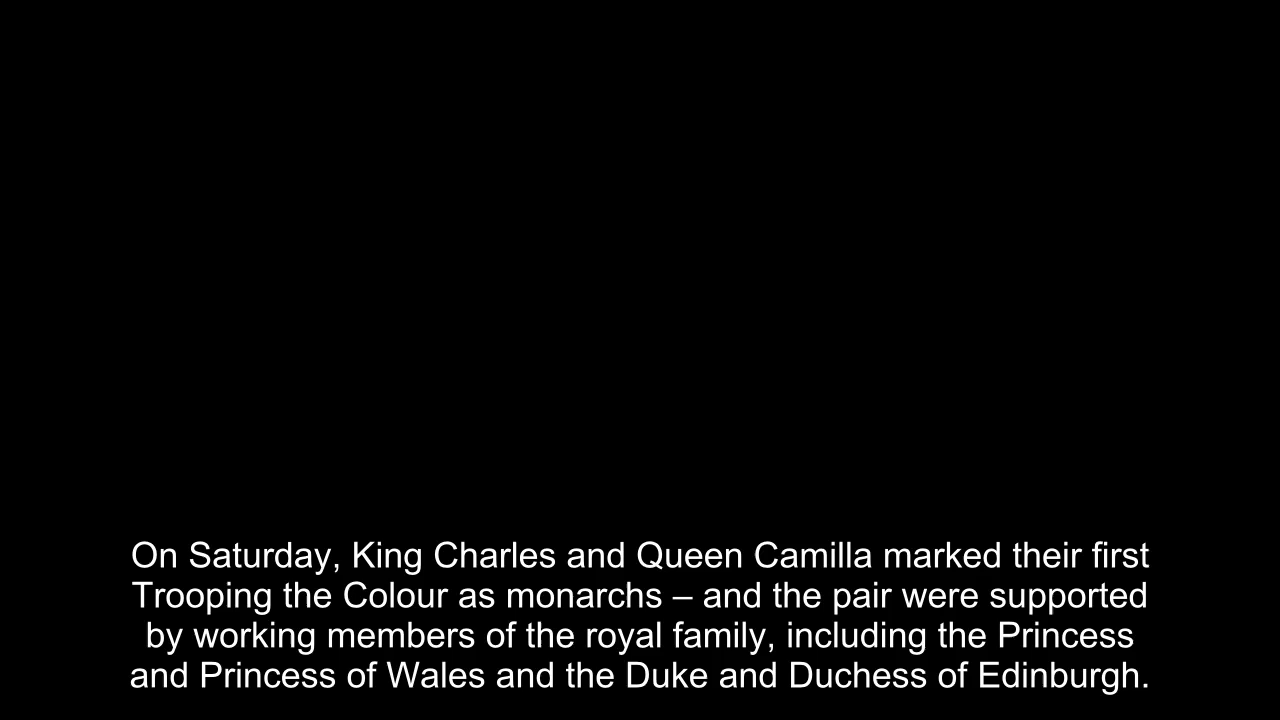 On Saturday, King Charles and Queen Camilla marked their first
Trooping the Colour as monarchs – and the pair were supported
by working members of the royal family, including the Princess
and Princess of Wales and the Duke and Duchess of Edinburgh.